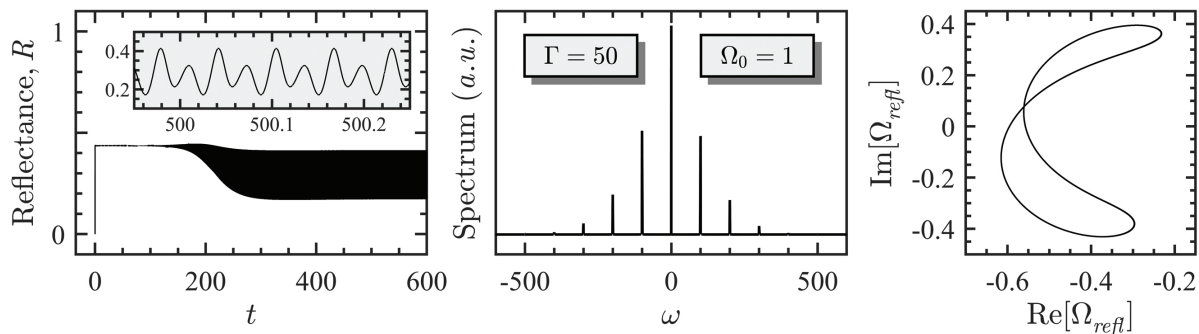 Reflectance, R
1
0
0.4
0.2
500
500.1
500.2
0
200
400
600
t
Spectrum (a.u.)
Γ = 50
Ω₀ = 1
-500
0
500
ω
Im[Ω_refl]
0.4
0.2
0
-0.2
-0.4
-0.6
-0.4
-0.2
Re[Ω_refl]